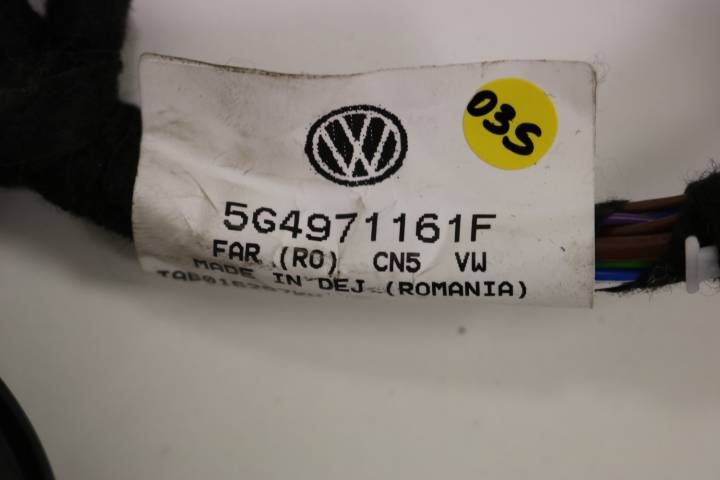 VW
03S
5G4971161F
FAR (RO) CN5 VW
MADE IN DEJ (ROMANIA)